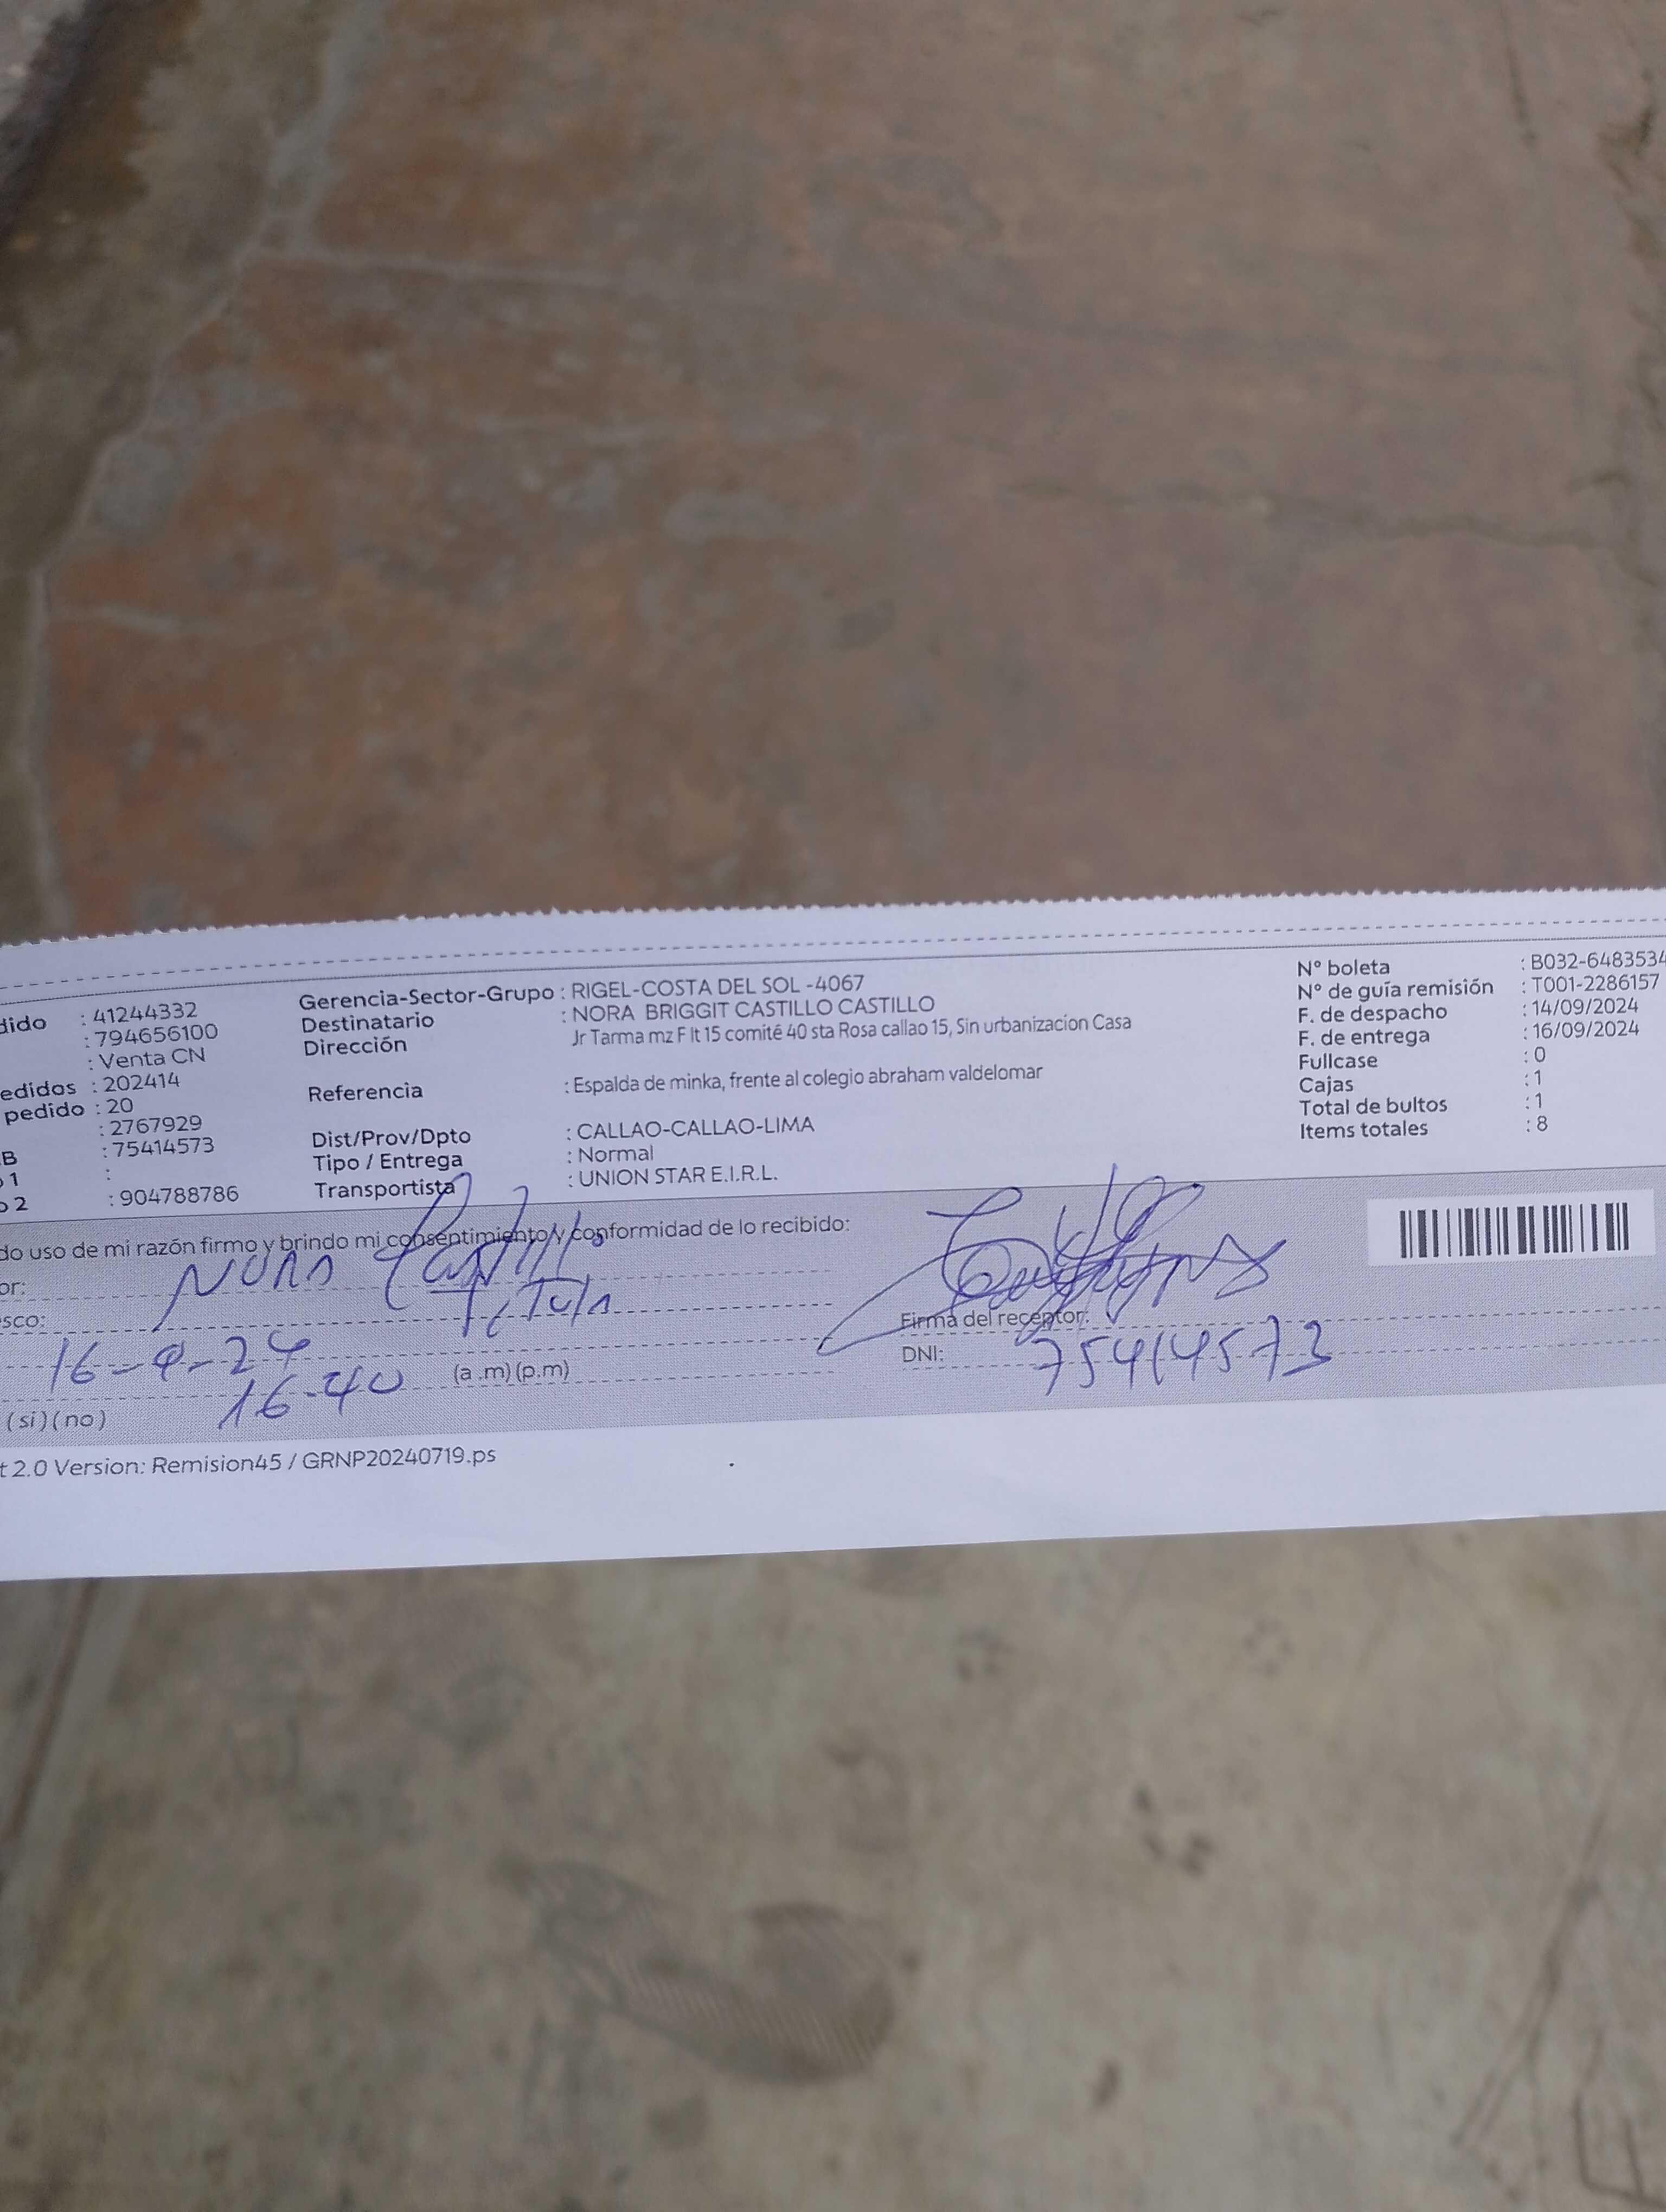 dido : 41244332
: 794656100
: Venta CN
edidos : 202414
pedido : 20
: 2767929
B : 75414573
o 1 :
o 2 : 904788786
Gerencia-Sector-Grupo : RIGEL-COSTA DEL SOL -4067
Destinatario : NORA BRIGGIT CASTILLO CASTILLO
Dirección Jr Tarma mz F lt 15 comité 40 sta Rosa callao 15, Sin urbanizacion Casa
Referencia : Espalda de minka, frente al colegio abraham valdelomar
Dist/Prov/Dpto : CALLAO-CALLAO-LIMA
Tipo / Entrega : Normal
Transportista : UNION STAR E.I.R.L.
N° boleta : B032-6483534
N° de guía remisión : T001-2286157
F. de despacho : 14/09/2024
F. de entrega : 16/09/2024
Fullcase : 0
Cajas : 1
Total de bultos : 1
Items totales : 8
do uso de mi razón firmo y brindo mi consentimiento y conformidad de lo recibido:
or: Nora Castillo
sco: Titula
16-9-24
16-40 (a .m) (p.m)
(si) (no)
Firma del receptor:
DNI: 75414573
t 2.0 Version: Remision45 / GRNP20240719.ps